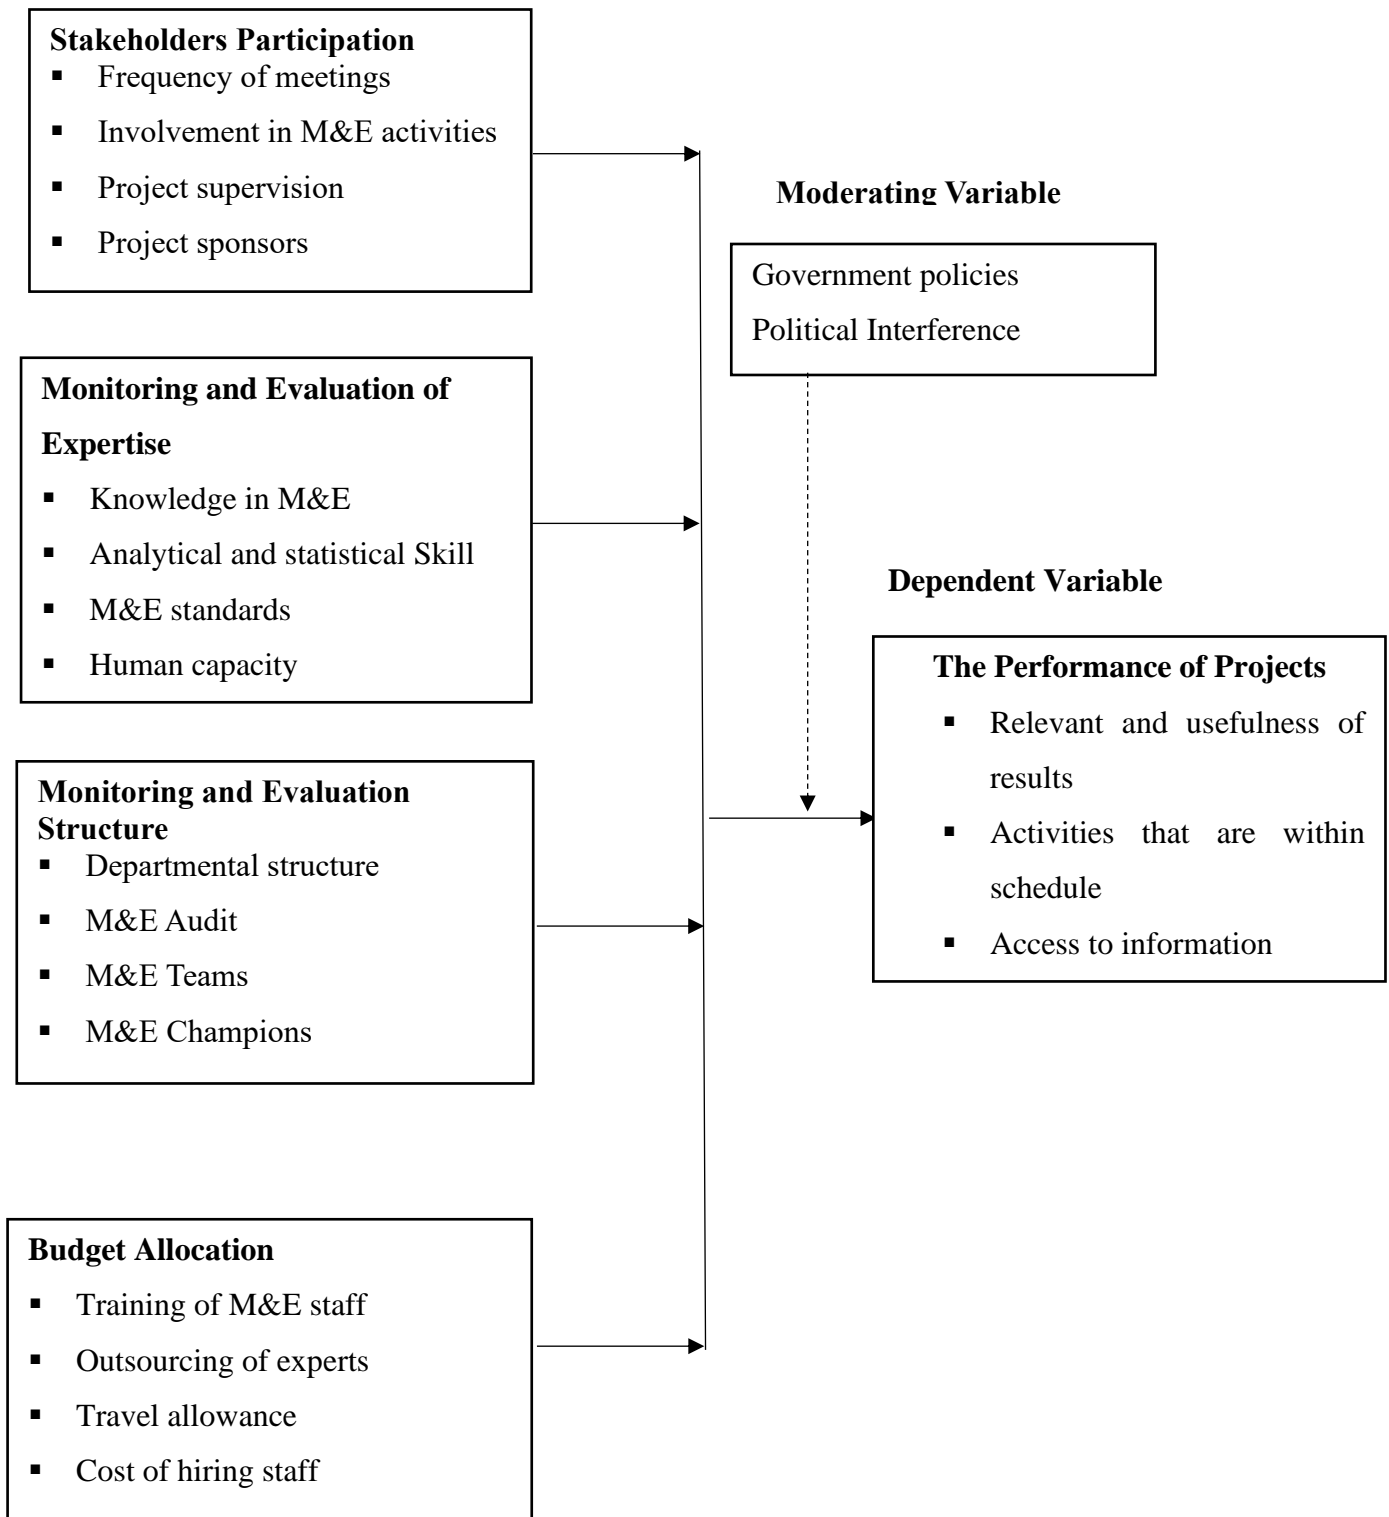 Stakeholders Participation
▪ Frequency of meetings
▪ Involvement in M&E activities
▪ Project supervision
▪ Project sponsors
Monitoring and Evaluation of
Expertise
▪ Knowledge in M&E
▪ Analytical and statistical Skill
▪ M&E standards
▪ Human capacity
Monitoring and Evaluation
Structure
▪ Departmental structure
▪ M&E Audit
▪ M&E Teams
▪ M&E Champions
Budget Allocation
▪ Training of M&E staff
▪ Outsourcing of experts
▪ Travel allowance
▪ Cost of hiring staff
Moderating Variable
Government policies
Political Interference
Dependent Variable
The Performance of Projects
▪ Relevant and usefulness of
results
▪ Activities that are within
schedule
▪ Access to information